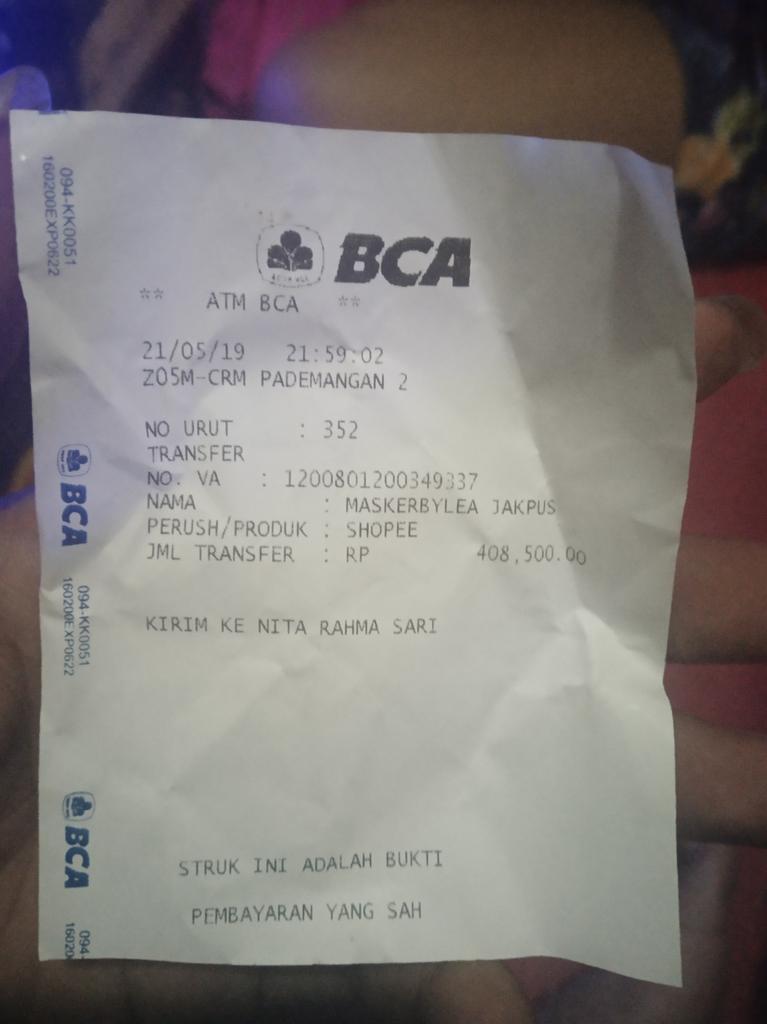 BCA
** ATM BCA **
21/05/19 21:59:02
Z05M-CRM PADEMANGAN 2
NO URUT : 352
TRANSFER
NO. VA : 1200801200349337
NAMA : MASKERBYLEA JAKPUS
PERUSH/PRODUK : SHOPEE
JML TRANSFER : RP 408,500.00
KIRIM KE NITA RAHMA SARI
STRUK INI ADALAH BUKTI
PEMBAYARAN YANG SAH
094-KK0051
160200EXP0622
BCA
094-KK0051
160200EXP0622
BCA
094-
16020